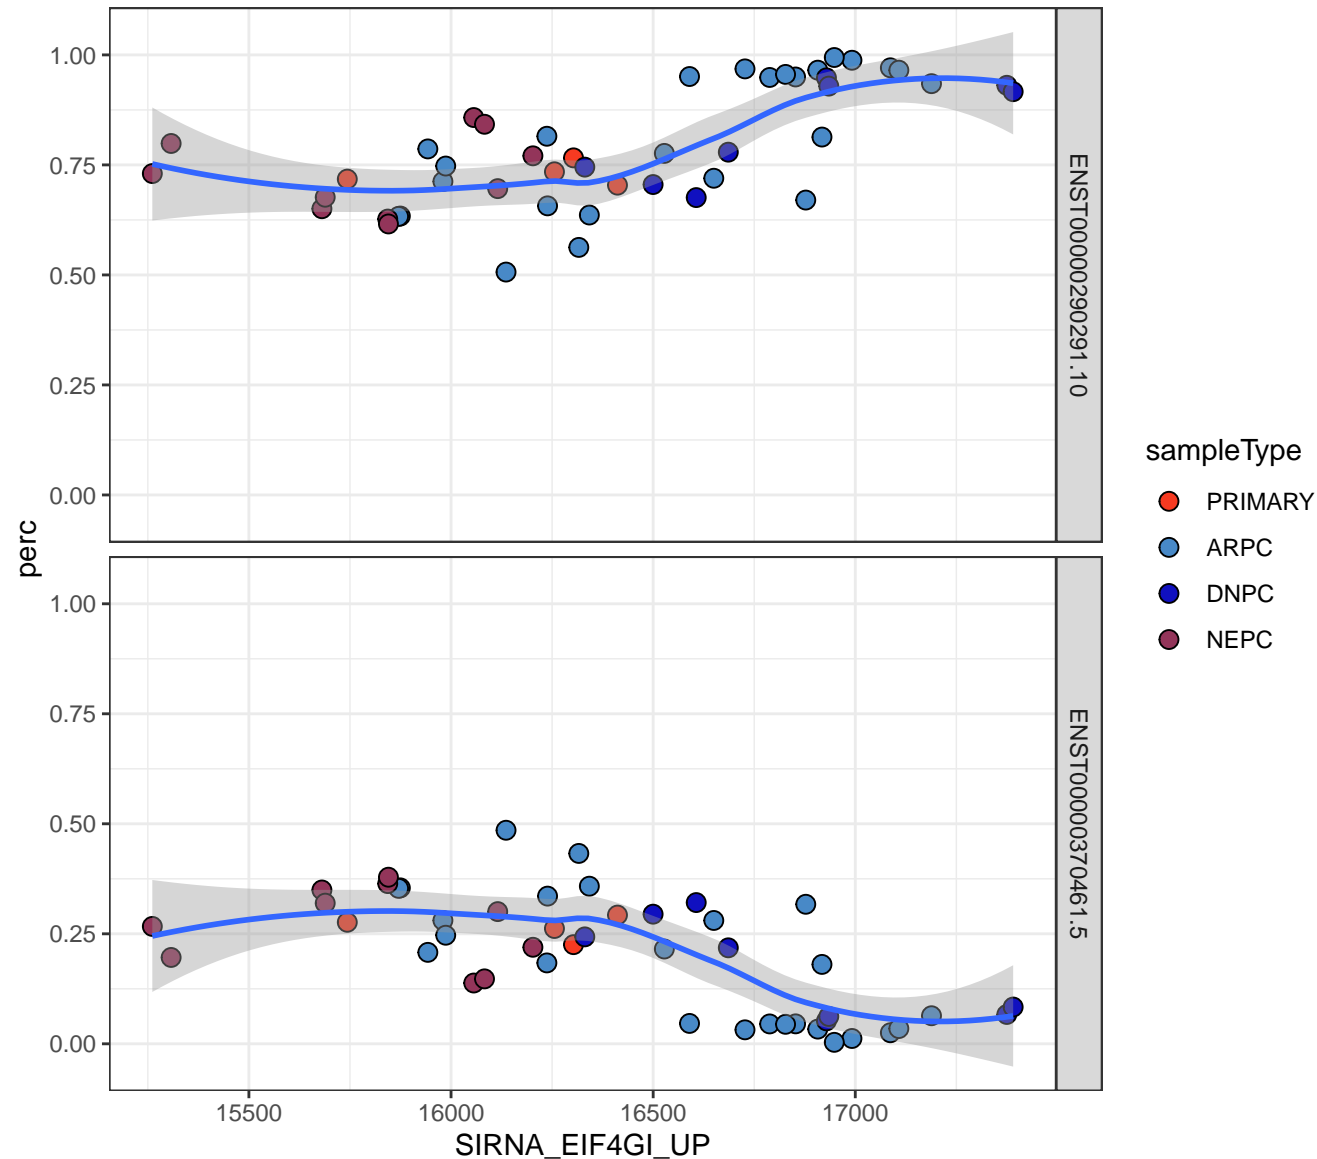 1.00
0.75
0.50
0.25
0.00
ENST00000290291.10
1.00
0.75
0.50
0.25
0.00
ENST00000370461.5
perc
15500 16000 16500 17000
SIRNA_EIF4GI_UP
sampleType
PRIMARY
ARPC
DNPC
NEPC